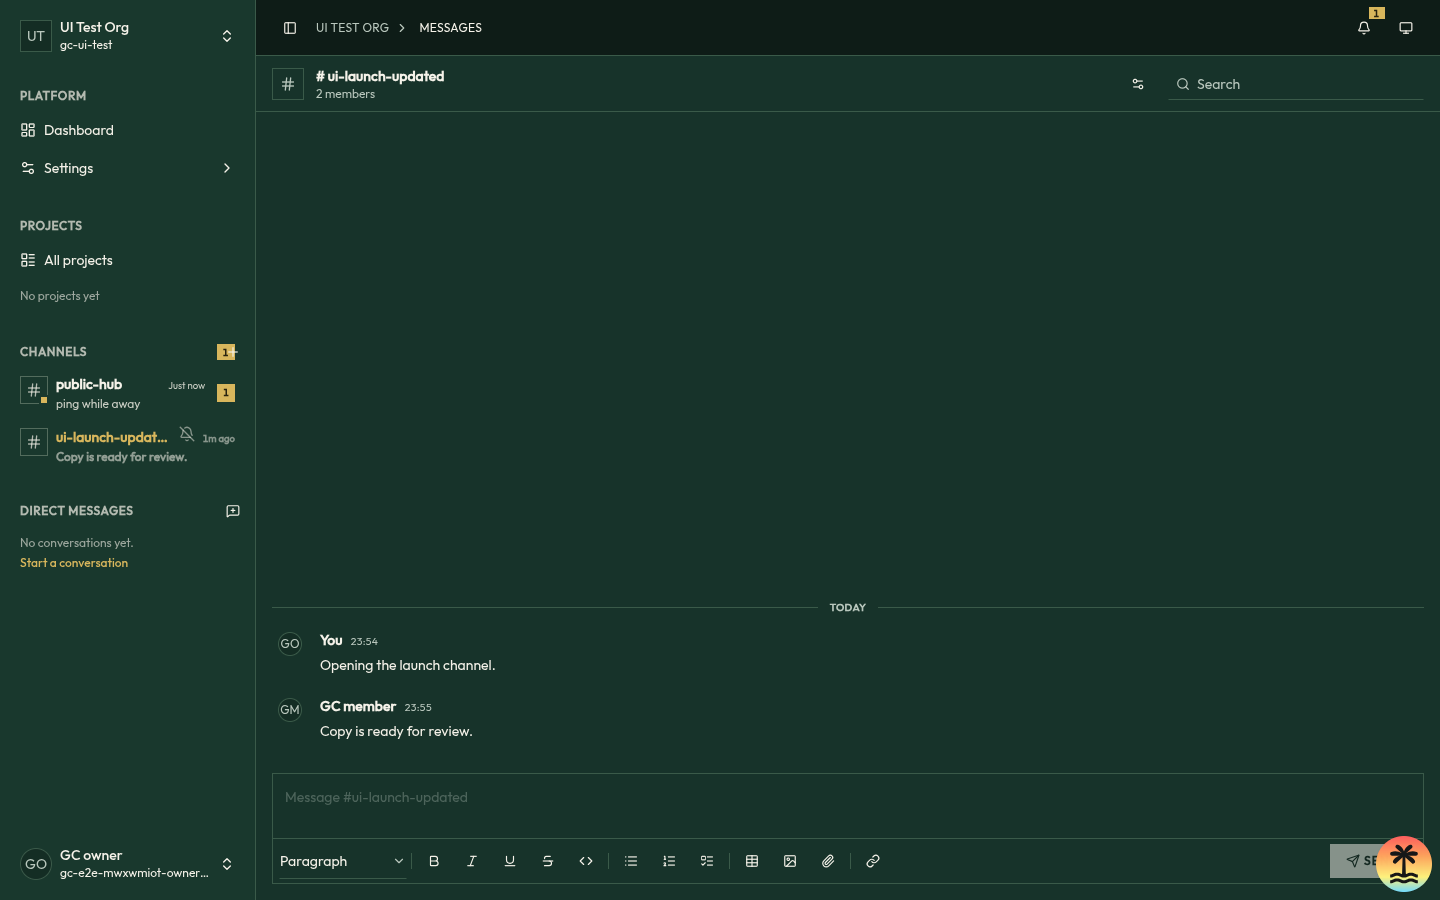 UT
UI Test Org
gc-ui-test
PLATFORM
Dashboard
Settings
PROJECTS
All projects
No projects yet
CHANNELS
1
public-hub
Just now
ping while away
1
ui-launch-updat...
1m ago
Copy is ready for review.
DIRECT MESSAGES
No conversations yet.
Start a conversation
GO
GC owner
gc-e2e-mwxwmiot-owner...
UI TEST ORG
MESSAGES
1
# ui-launch-updated
2 members
Search
TODAY
GO
You 23:54
Opening the launch channel.
GM
GC member 23:55
Copy is ready for review.
Message #ui-launch-updated
Paragraph